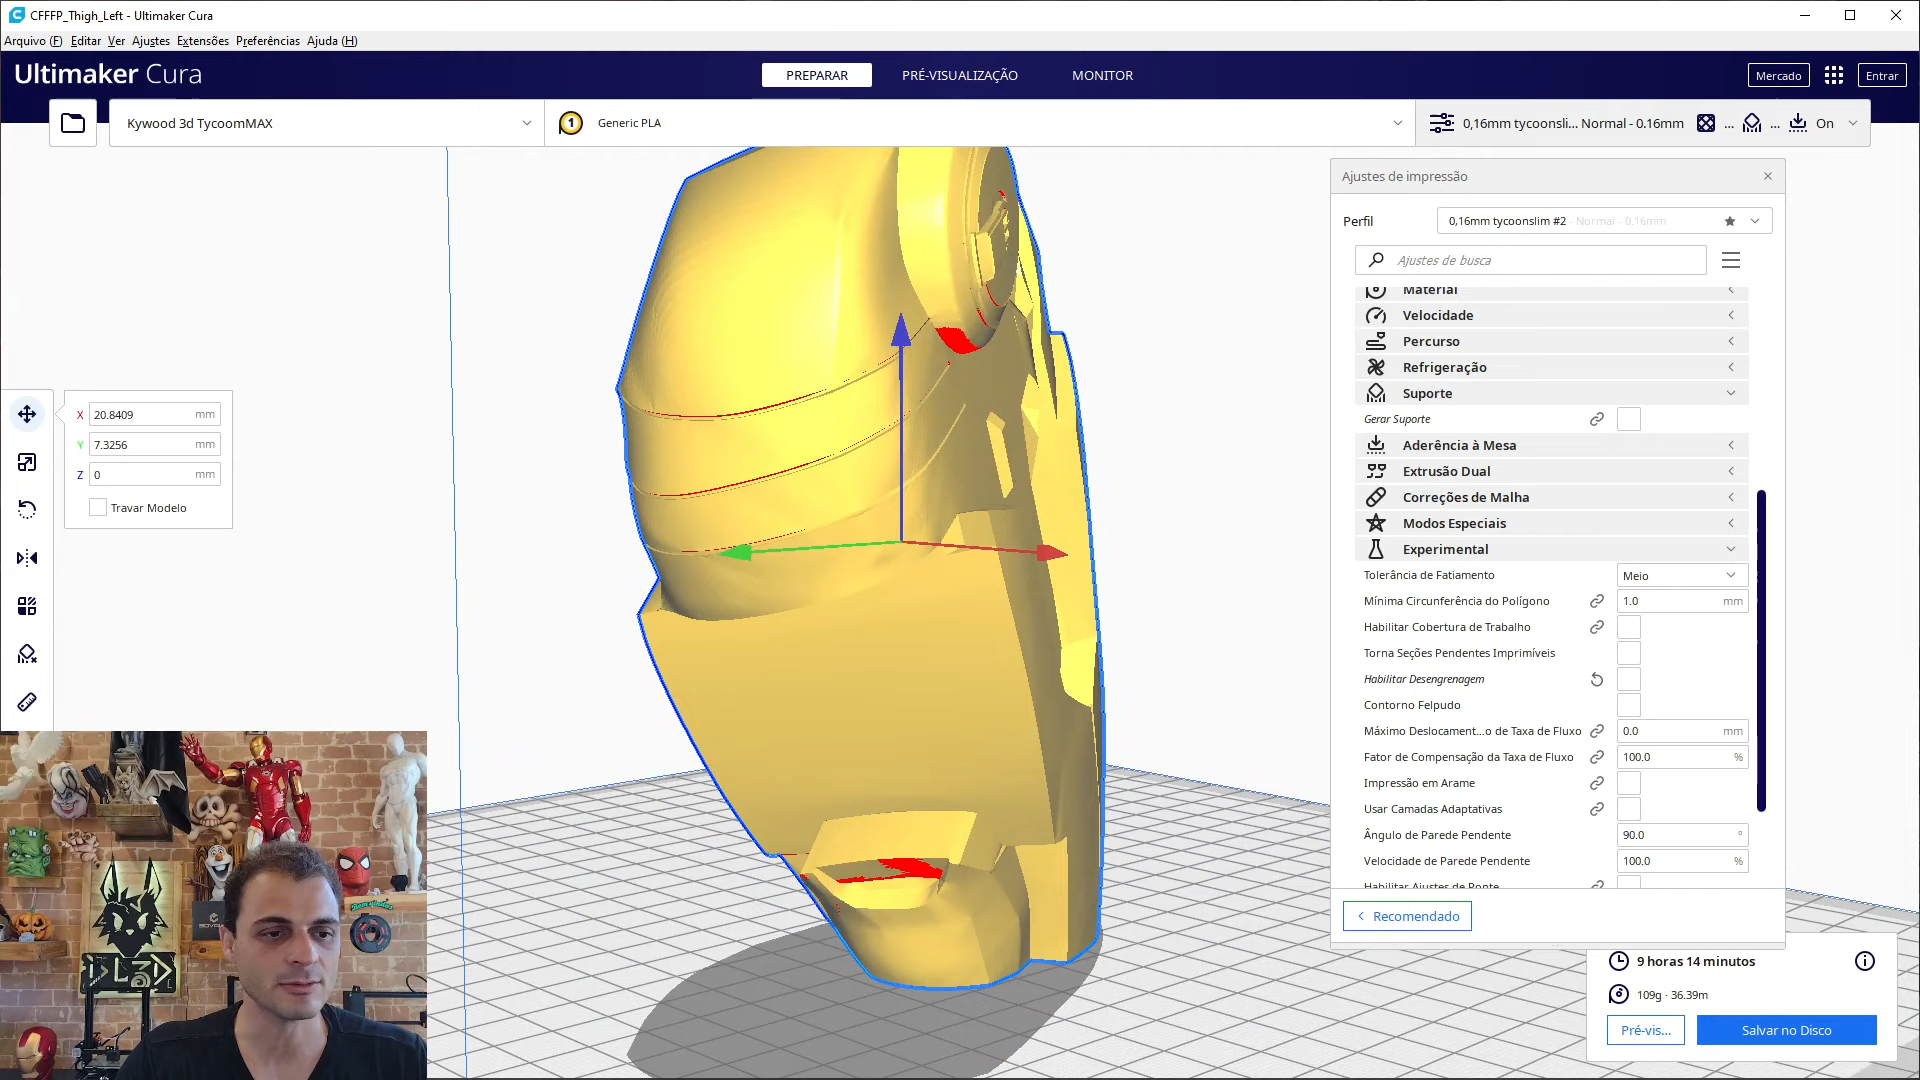 CFFFP_Thigh_Left - Ultimaker Cura
Arquivo (F) Editar Ver Ajustes Extensões Preferências Ajuda (H)
Ultimaker Cura
PREPARAR
PRÉ-VISUALIZAÇÃO
MONITOR
Mercado
Entrar
Kywood 3d TycoomMAX
1
Generic PLA
0,16mm tycoonsli... Normal - 0.16mm
...
...
On
Ajustes de impressão
Perfil
0,16mm tycoonslim #2 - Normal - 0.16mm
Ajustes de busca
Material
Velocidade
Percurso
Refrigeração
Suporte
Gerar Suporte
Aderência à Mesa
Extrusão Dual
Correções de Malha
Modos Especiais
Experimental
Tolerância de Fatiamento
Meio
Mínima Circunferência do Polígono
1.0 mm
Habilitar Cobertura de Trabalho
Torna Seções Pendentes Imprimíveis
Habilitar Desengrenagem
Contorno Felpudo
Máximo Deslocament...o de Taxa de Fluxo
0.0 mm
Fator de Compensação da Taxa de Fluxo
100.0 %
Impressão em Arame
Usar Camadas Adaptativas
Ângulo de Parede Pendente
90.0 °
Velocidade de Parede Pendente
100.0 %
Habilitar Ajustes de Ponte
Recomendado
X 20.8409 mm
Y 7.3256 mm
Z 0 mm
Travar Modelo
9 horas 14 minutos
109g · 36.39m
Pré-vis...
Salvar no Disco